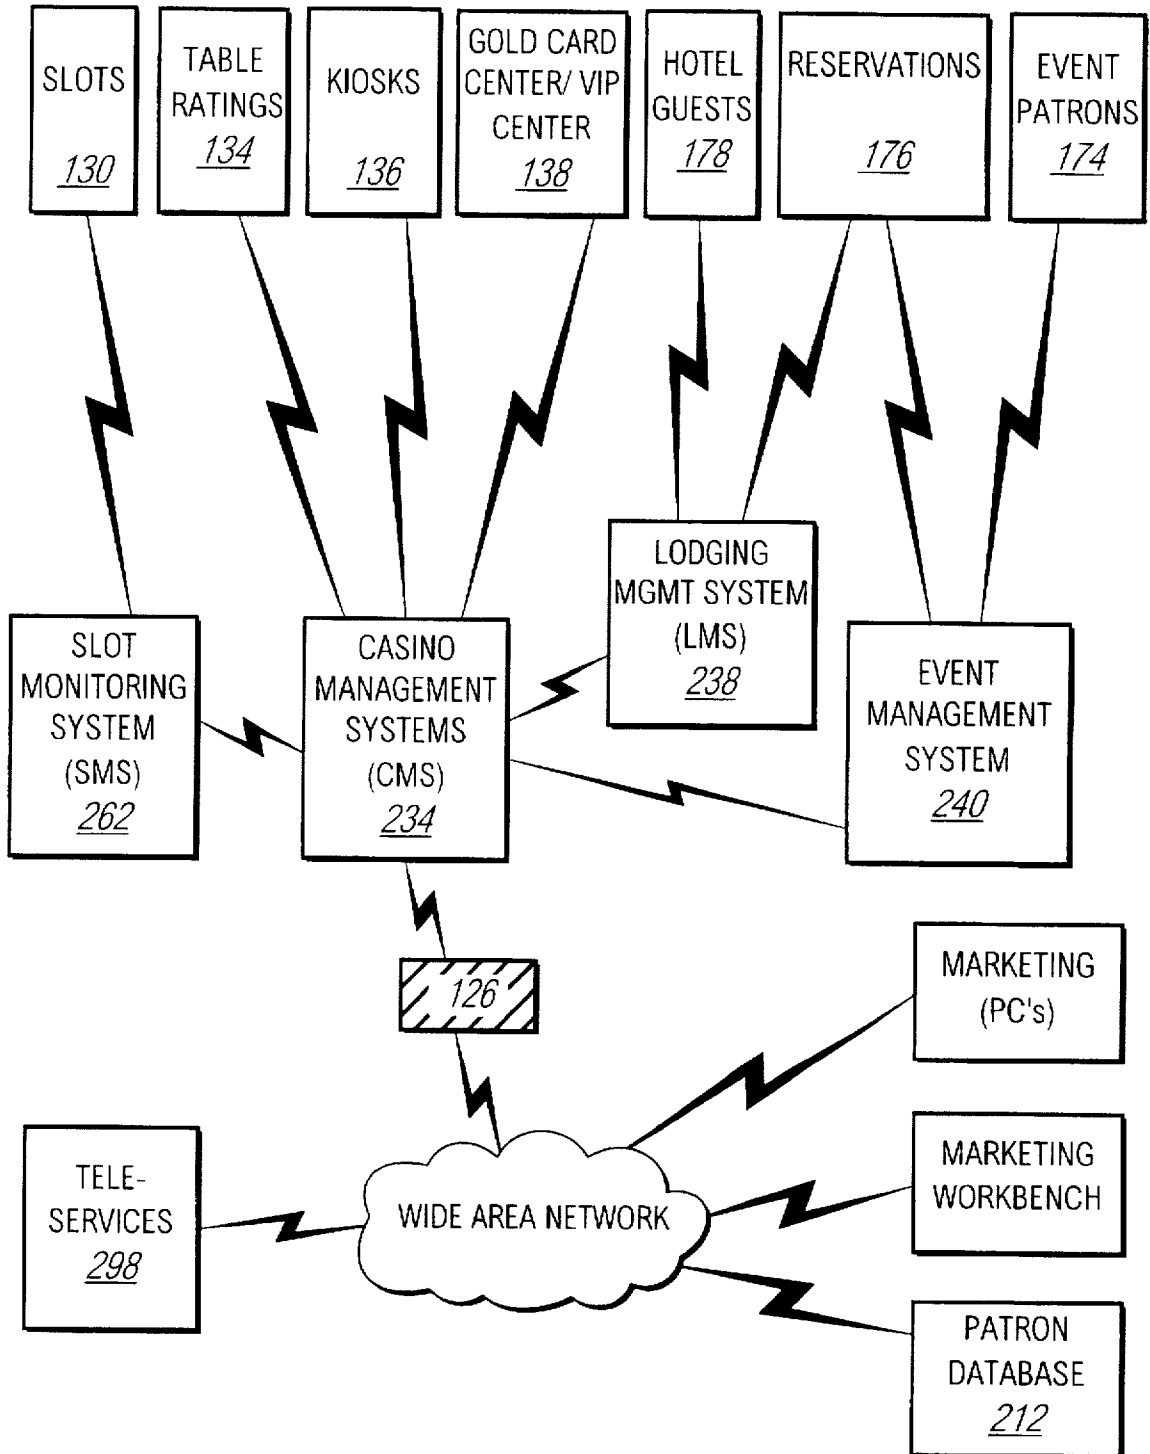 SLOTS
130
TABLE
RATINGS
134
KIOSKS
136
GOLD CARD
CENTER/ VIP
CENTER
138
HOTEL
GUESTS
178
RESERVATIONS
176
EVENT
PATRONS
174
SLOT
MONITORING
SYSTEM
(SMS)
262
CASINO
MANAGEMENT
SYSTEMS
(CMS)
234
LODGING
MGMT SYSTEM
(LMS)
238
EVENT
MANAGEMENT
SYSTEM
240
126
MARKETING
(PC's)
TELE-
SERVICES
298
WIDE AREA NETWORK
MARKETING
WORKBENCH
PATRON
DATABASE
212